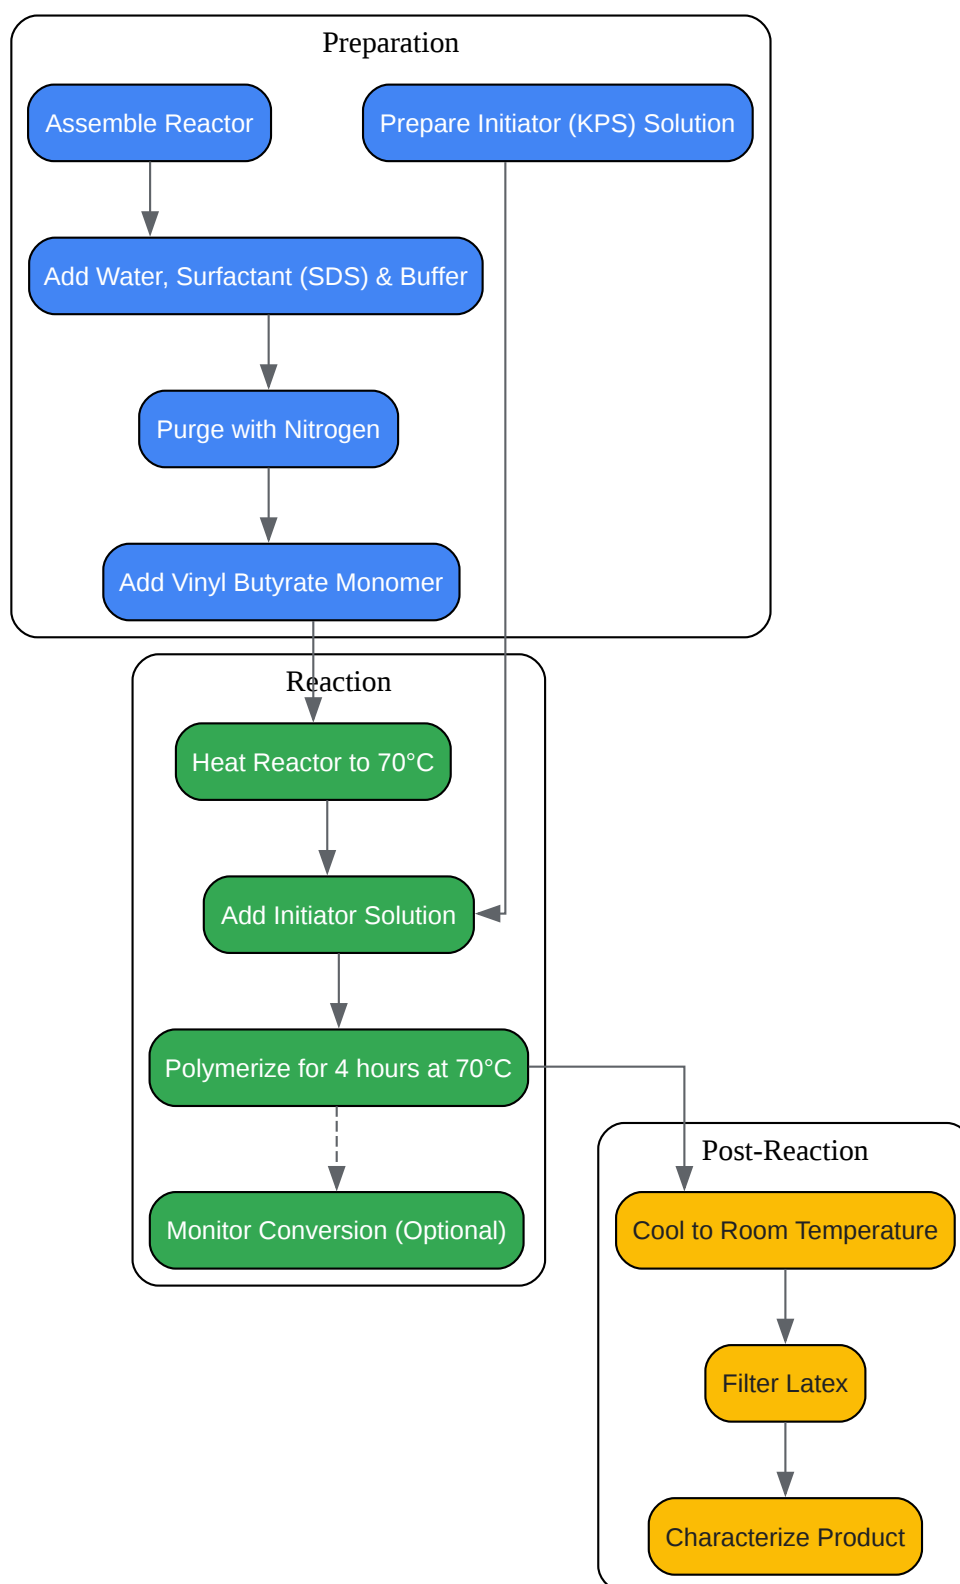 Preparation
Assemble Reactor
Prepare Initiator (KPS) Solution
Add Water, Surfactant (SDS) & Buffer
Purge with Nitrogen
Add Vinyl Butyrate Monomer
Reaction
Heat Reactor to 70°C
Add Initiator Solution
Polymerize for 4 hours at 70°C
Monitor Conversion (Optional)
Post-Reaction
Cool to Room Temperature
Filter Latex
Characterize Product